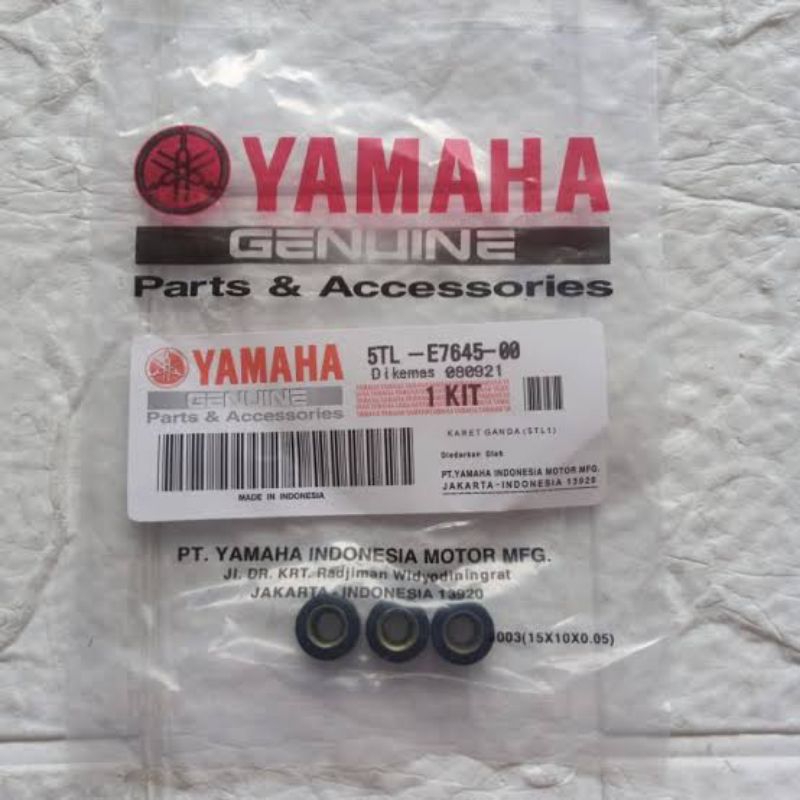 YAMAHA
GENUINE
Parts & Accessories
YAMAHA
GENUINE
Parts & Accessories
5TL-E7645-00
Dikemas 080921
1 KIT
KARET GANDA (5TL1)
Diedarkan Oleh
PT.YAMAHA INDONESIA MOTOR MFG.
JAKARTA-INDONESIA 13920
MADE IN INDONESIA
PT. YAMAHA INDONESIA MOTOR MFG.
Jl. DR. KRT. Radjiman Widyodiningrat
JAKARTA - INDONESIA 13920
003(15X10X0.05)